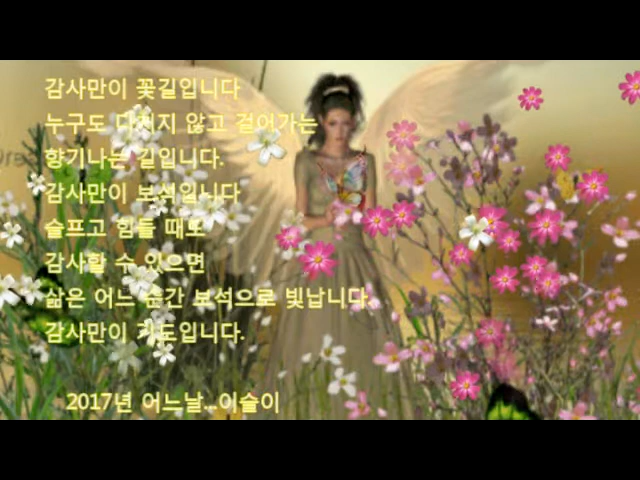 감사만이 꽃길입니다
누구도 다치지 않고 걸어가는
향기나는 길입니다.
감사만이 보석입니다
슬프고 힘들 때도
감사할 수 있으면
삶은 어느 순간 보석으로 빛납니다.
감사만이 기도입니다.
2017년 어느날...이슬이